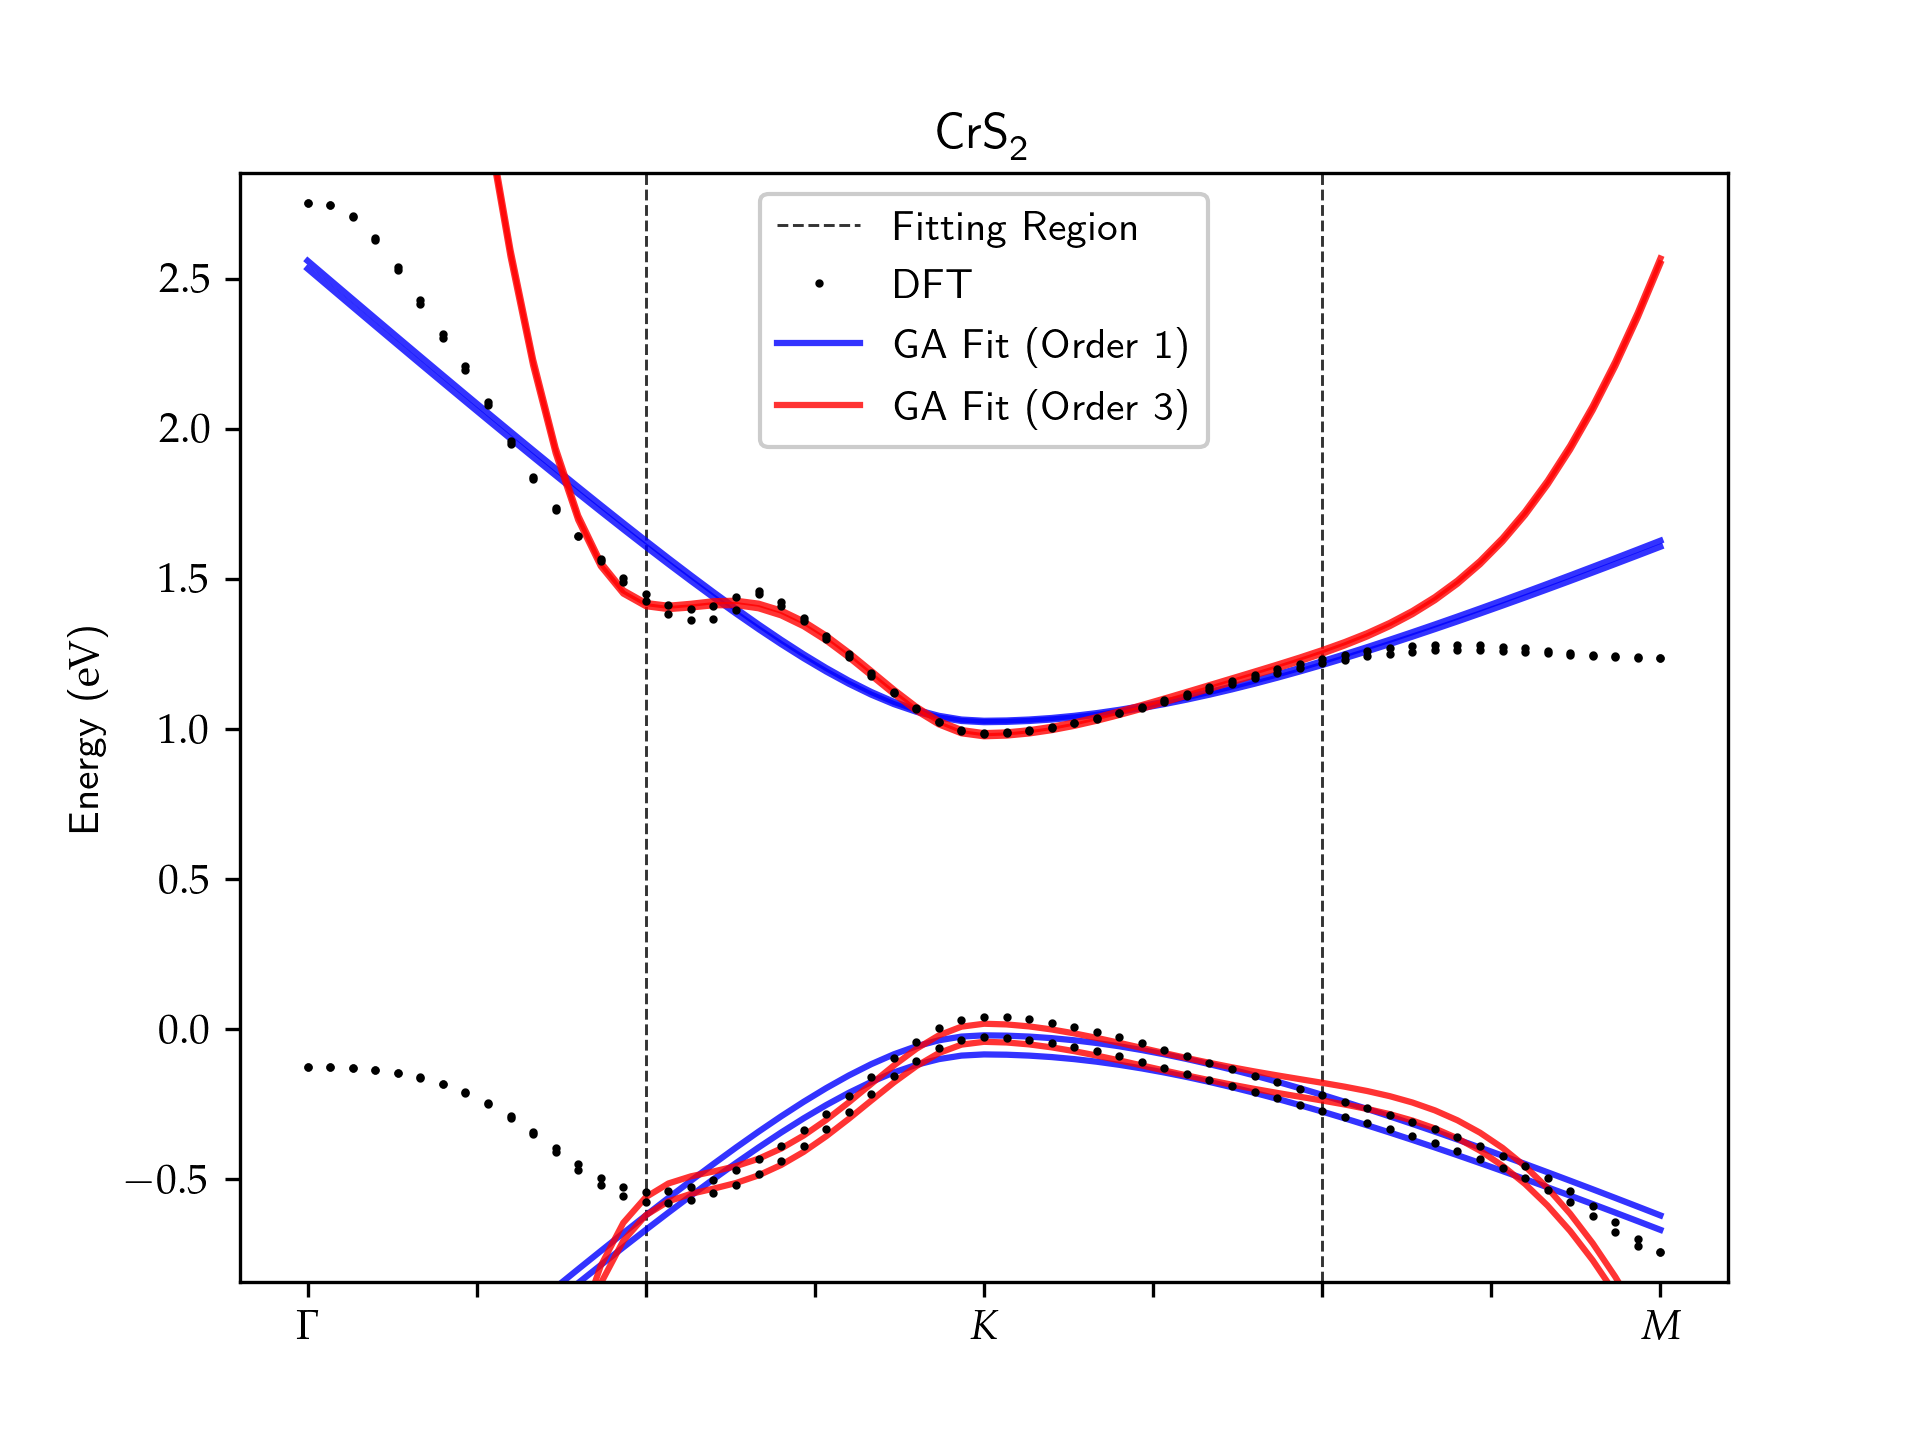 CrS₂
Fitting Region
DFT
GA Fit (Order 1)
GA Fit (Order 3)
Energy (eV)
2.5
2.0
1.5
1.0
0.5
0.0
−0.5
Γ
K
M